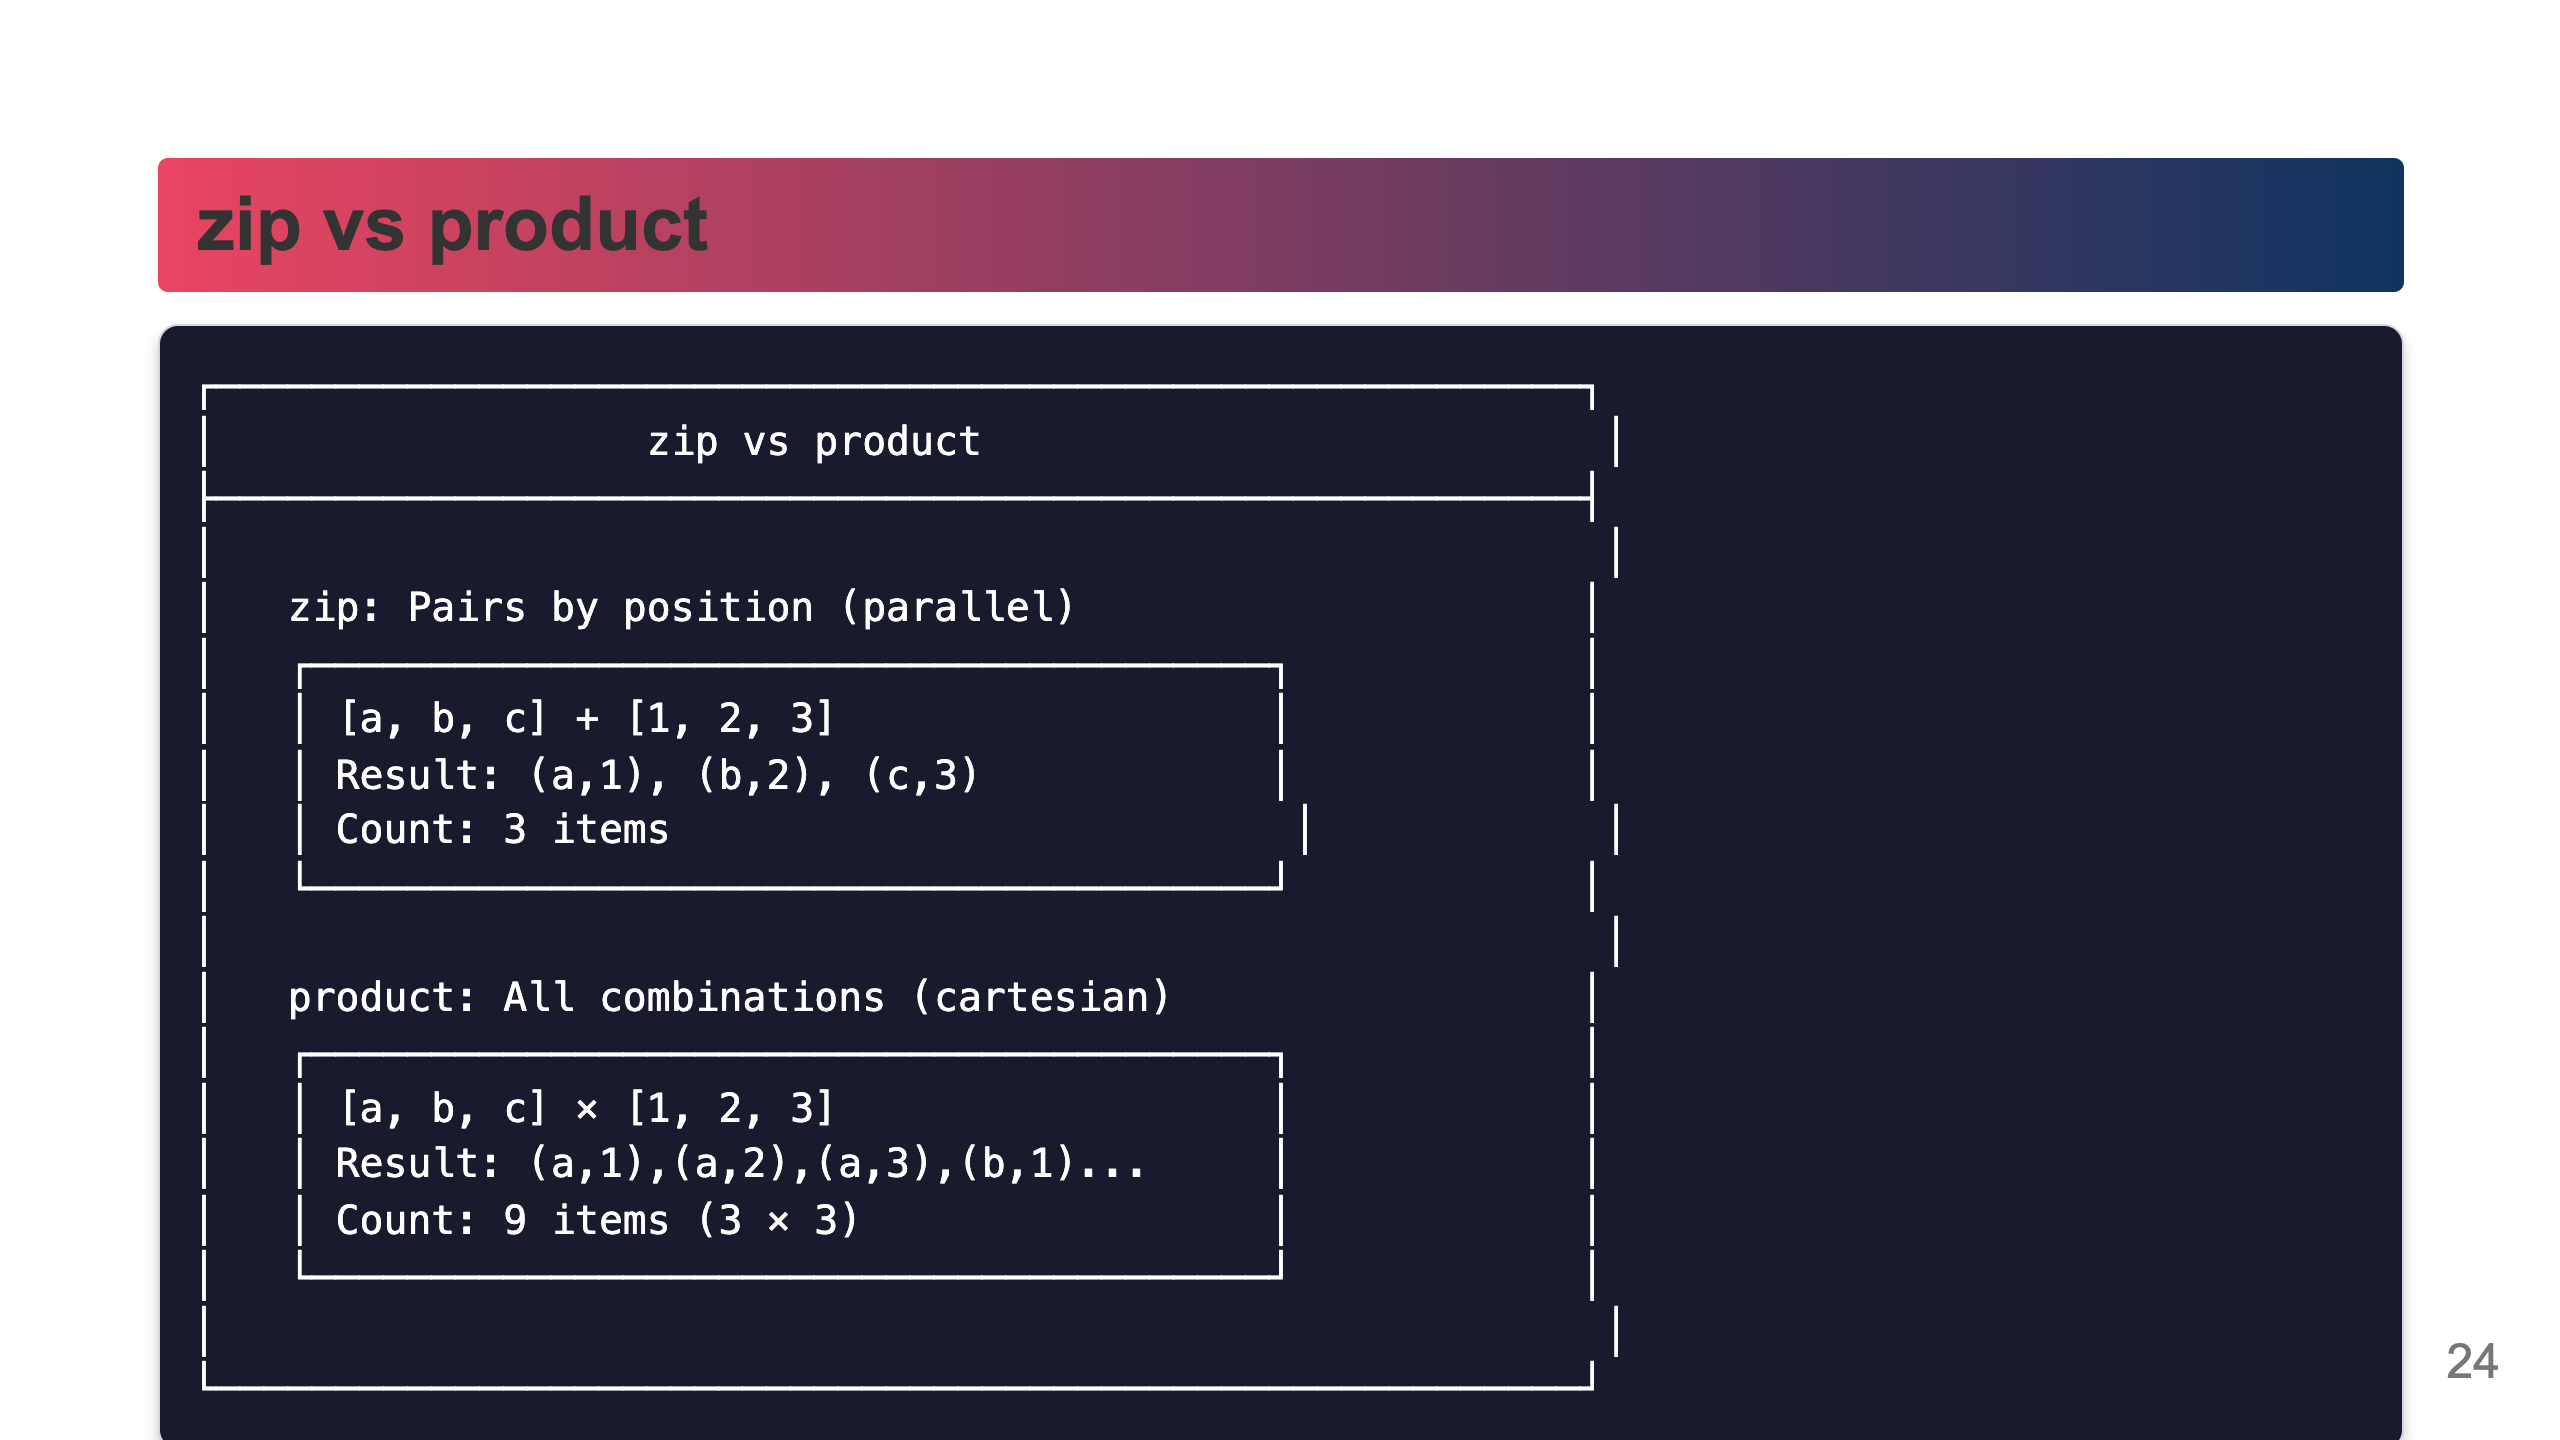 zip vs product
zip vs product
zip: Pairs by position (parallel)
[a, b, c] + [1, 2, 3]
Result: (a,1), (b,2), (c,3)
Count: 3 items
product: All combinations (cartesian)
[a, b, c] × [1, 2, 3]
Result: (a,1),(a,2),(a,3),(b,1)...
Count: 9 items (3 × 3)
24